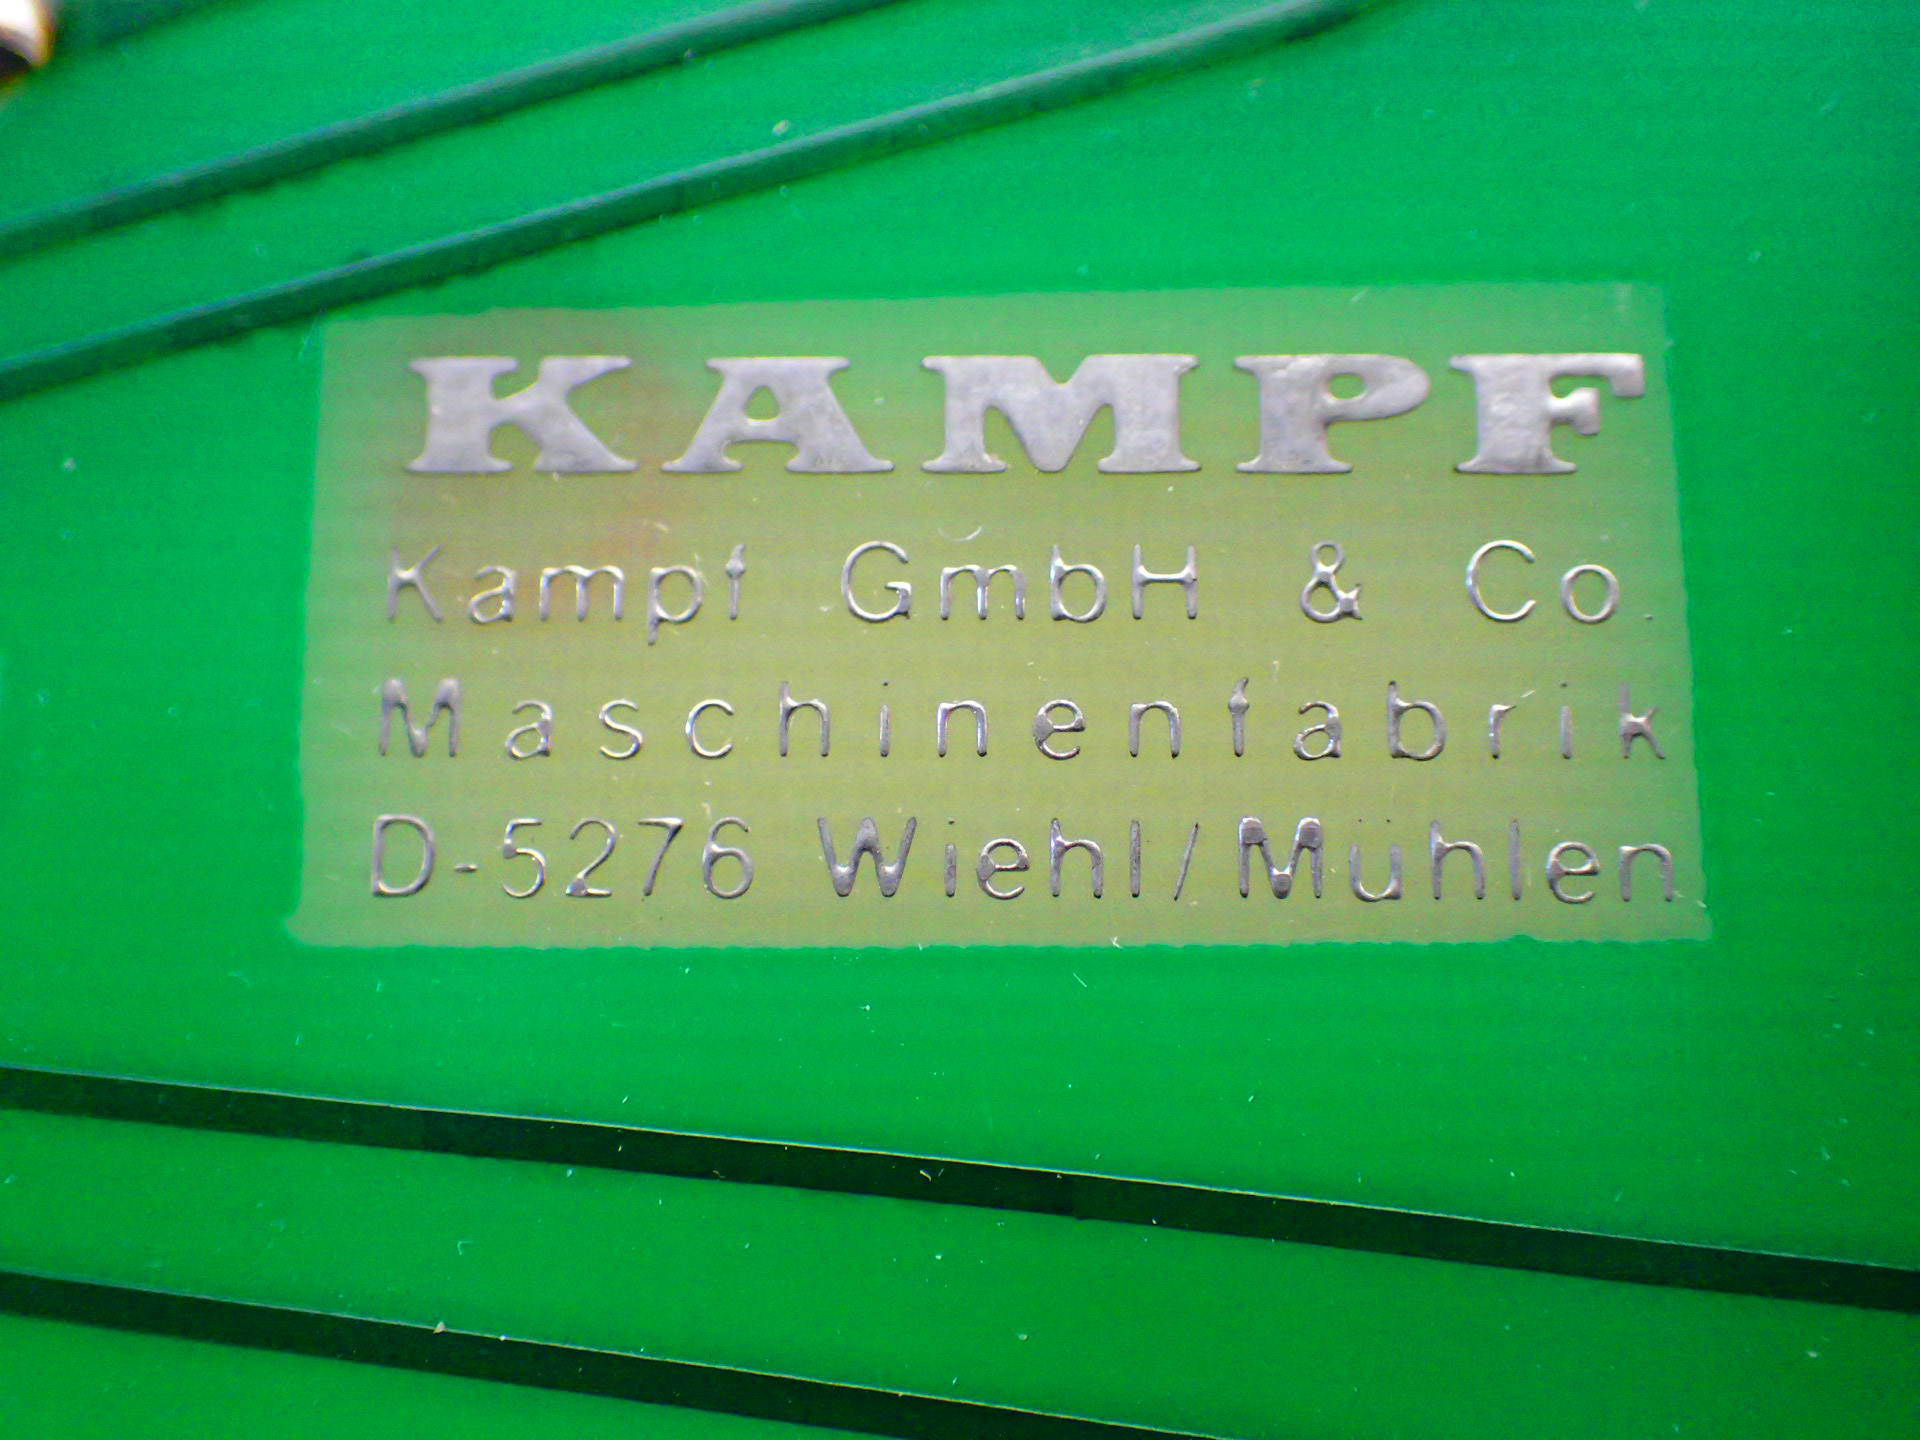 KAMPF
Kampf GmbH & Co.
Maschinenfabrik
D-5276 Wiehl/Mühlen